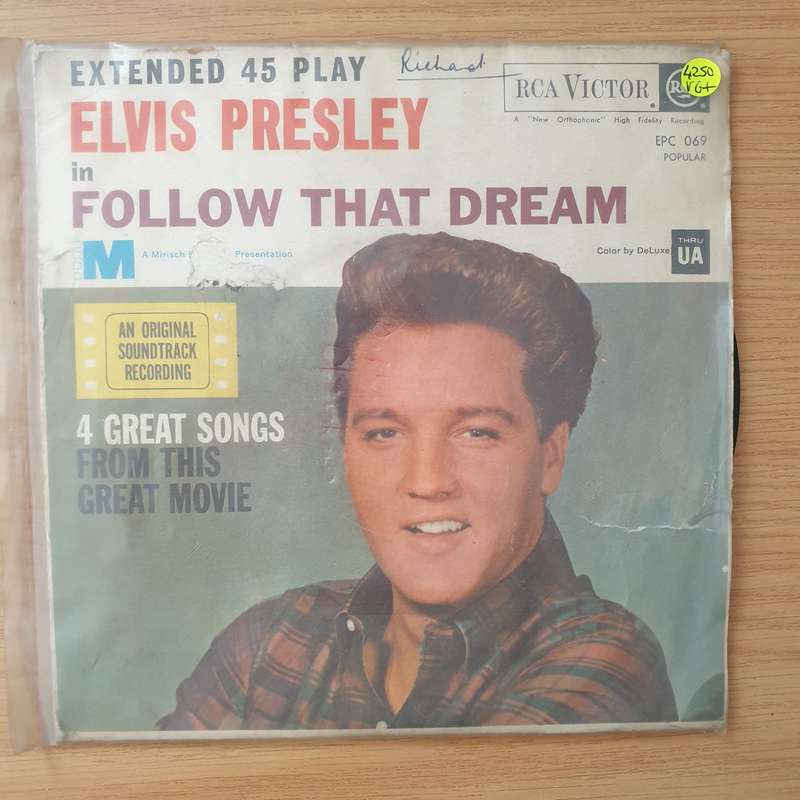 EXTENDED 45 PLAY
Richard
RCA VICTOR
4250
VG+
A "New Orthophonic" High Fidelity Recording
ELVIS PRESLEY
EPC 069
POPULAR
in
FOLLOW THAT DREAM
M
A Mirisch
Presentation
Color by DeLuxe
THRU
UA
AN ORIGINAL
SOUNDTRACK
RECORDING
4 GREAT SONGS
FROM THIS
GREAT MOVIE